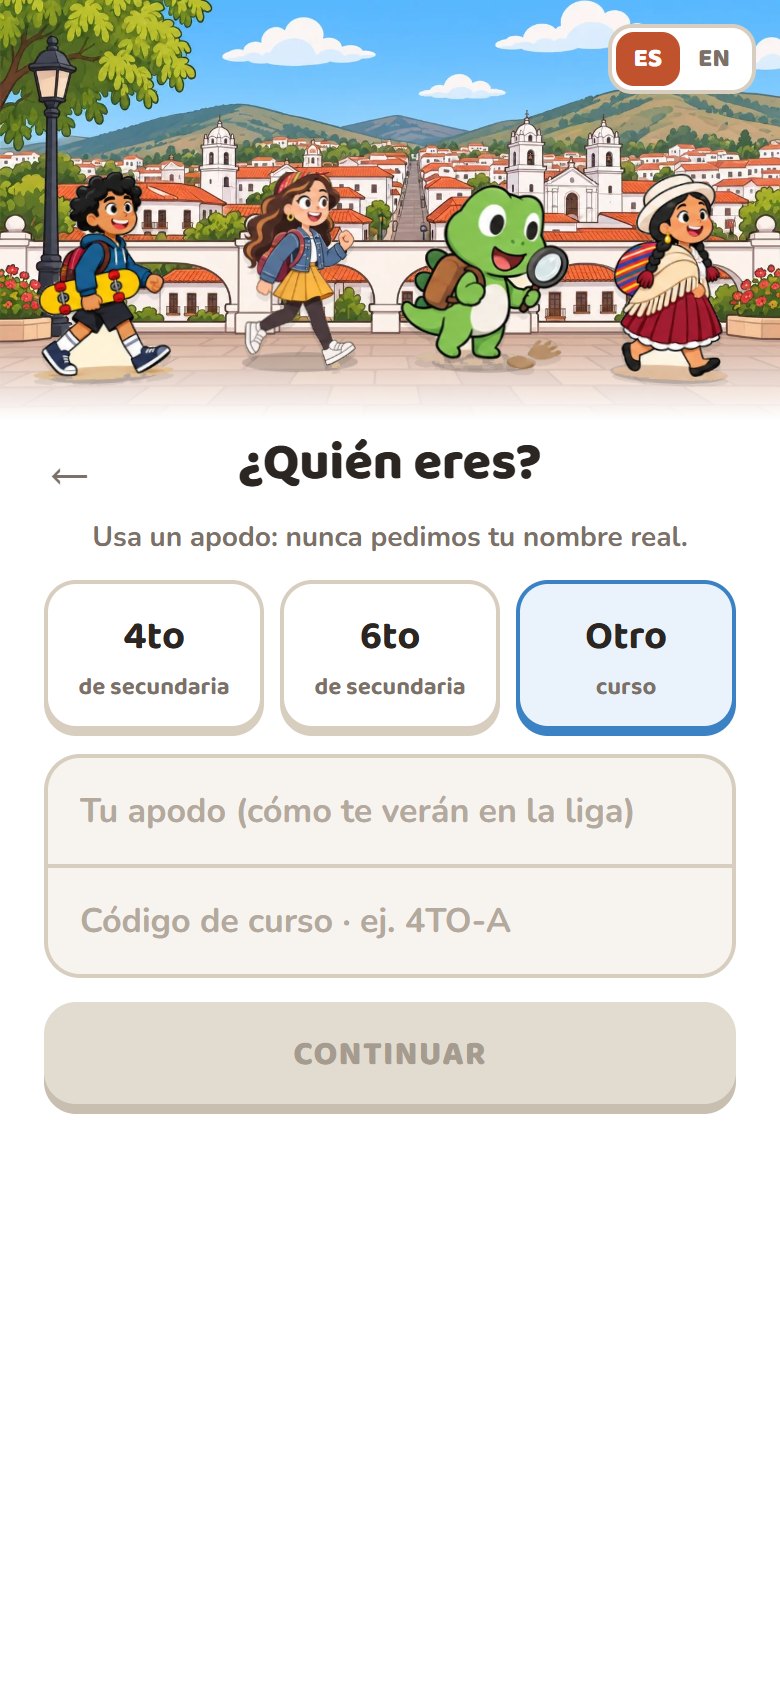 ES EN
←
¿Quién eres?
Usa un apodo: nunca pedimos tu nombre real.
4to 6to Otro
de secundaria de secundaria curso
Tu apodo (cómo te verán en la liga)
Código de curso · ej. 4TO-A
CONTINUAR